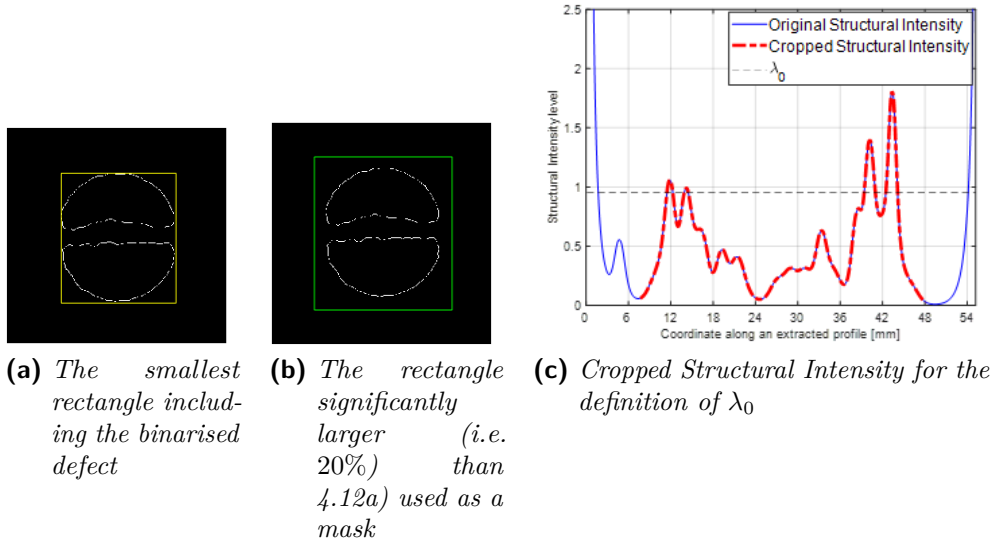 2.5
2
1.5
1
0.5
0
Structural Intensity level
Original Structural Intensity
Cropped Structural Intensity
λ0
0 6 12 18 24 30 36 42 48 54
Coordinate along an extracted profile [mm]
(a) The smallest
rectangle includ-
ing the binarised
defect
(b) The rectangle
significantly
larger (i.e.
20%) than
4.12a) used as a
mask
(c) Cropped Structural Intensity for the
definition of λ0